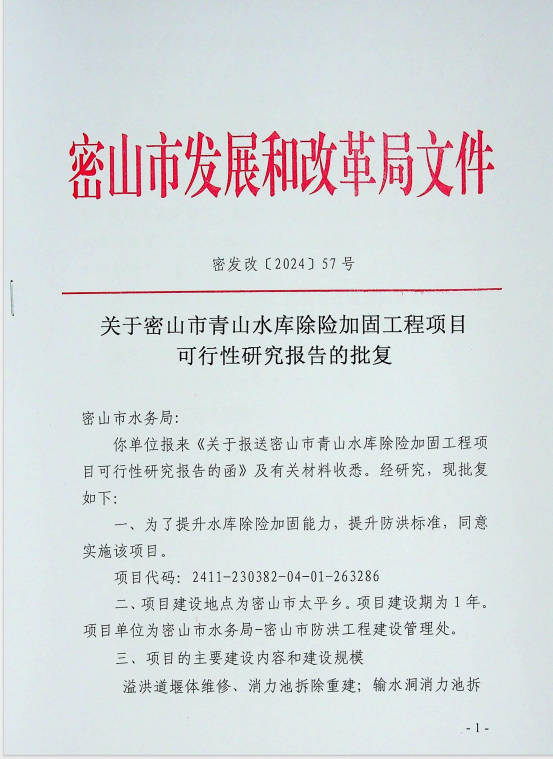 密山市发展和改革局文件
密发改〔2024〕57号
关于密山市青山水库除险加固工程项目
可行性研究报告的批复
密山市水务局：
你单位报来《关于报送密山市青山水库除险加固工程项
目可行性研究报告的函》及有关材料收悉。经研究，现批复
如下：
一、为了提升水库除险加固能力，提升防洪标准，同意
实施该项目。
项目代码：2411-230382-04-01-263286
二、项目建设地点为密山市太平乡。项目建设期为1年。
项目单位为密山市水务局-密山市防洪工程建设管理处。
三、项目的主要建设内容和建设规模
溢洪道堰体维修、消力池拆除重建；输水洞消力池拆
- 1 -